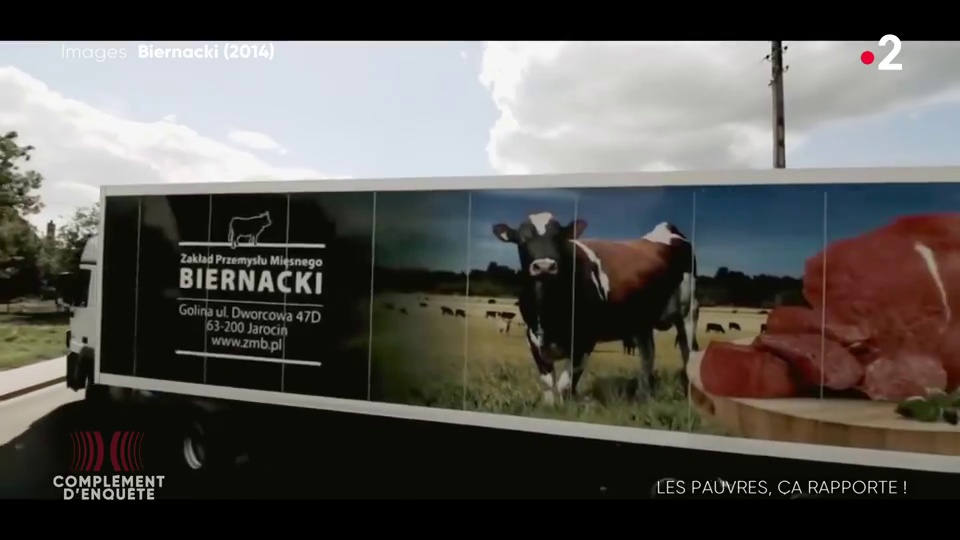 Images Biernacki (2014)
2
Zakład Przemysłu Mięsnego
BIERNACKI
Golina ul. Dworcowa 47D
63-200 Jarocin
www.zmb.pl
COMPLÉMENT
D'ENQUÊTE
LES PAUVRES, ÇA RAPPORTE !